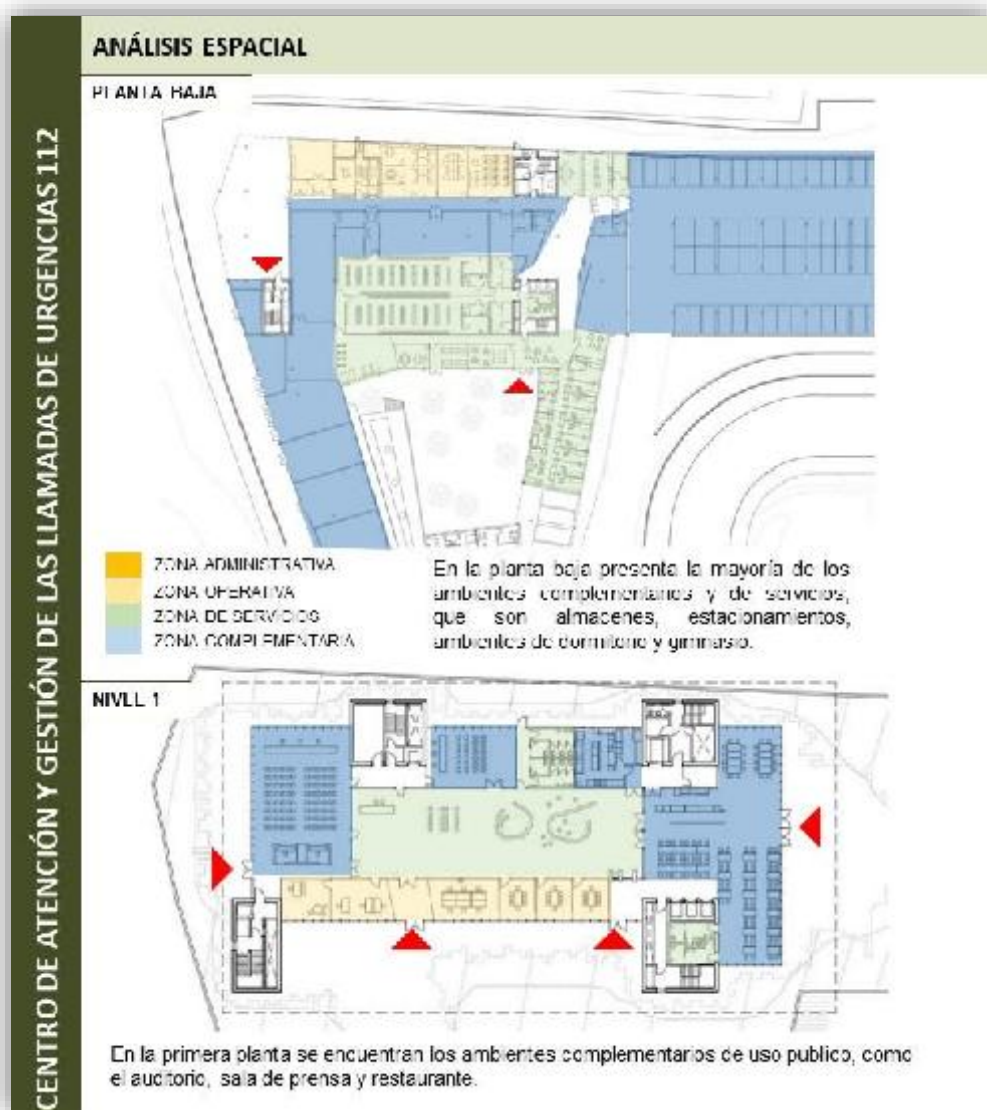 CENTRO DE ATENCIÓN Y GESTIÓN DE LAS LLAMADAS DE URGENCIAS 112
ANÁLISIS ESPACIAL
PLANTA BAJA
ZONA ADMINISTRATIVA
ZONA OPERATIVA
ZONA DE SERVICIOS
ZONA COMPLEMENTARIA
En la planta baja presenta la mayoría de los
ambientes complementarios y de servicios,
que son almacenes, estacionamientos,
ambientes de dormitorio y gimnasio.
NIVEL 1
En la primera planta se encuentran los ambientes complementarios de uso publico, como
el auditorio, sala de prensa y restaurante.